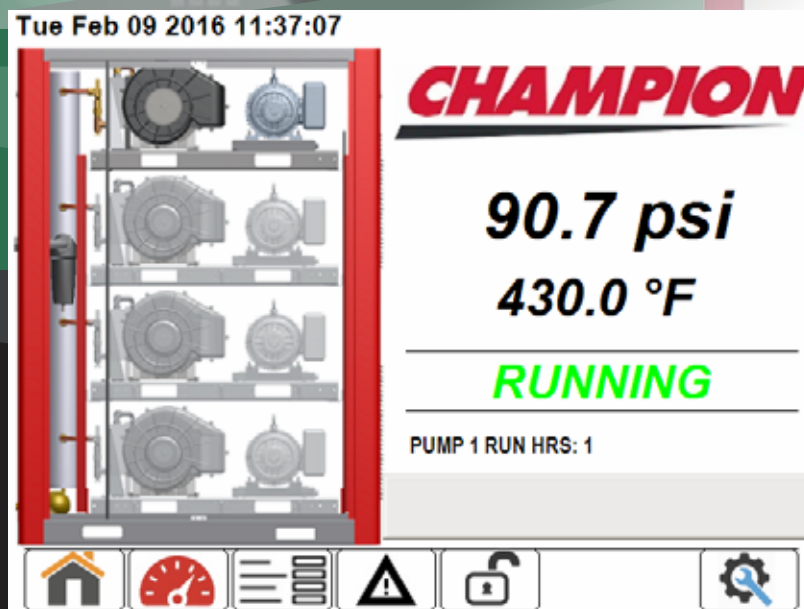 Tue Feb 09 2016 11:37:07
CHAMPION
90.7 psi
430.0 °F
RUNNING
PUMP 1 RUN HRS: 1